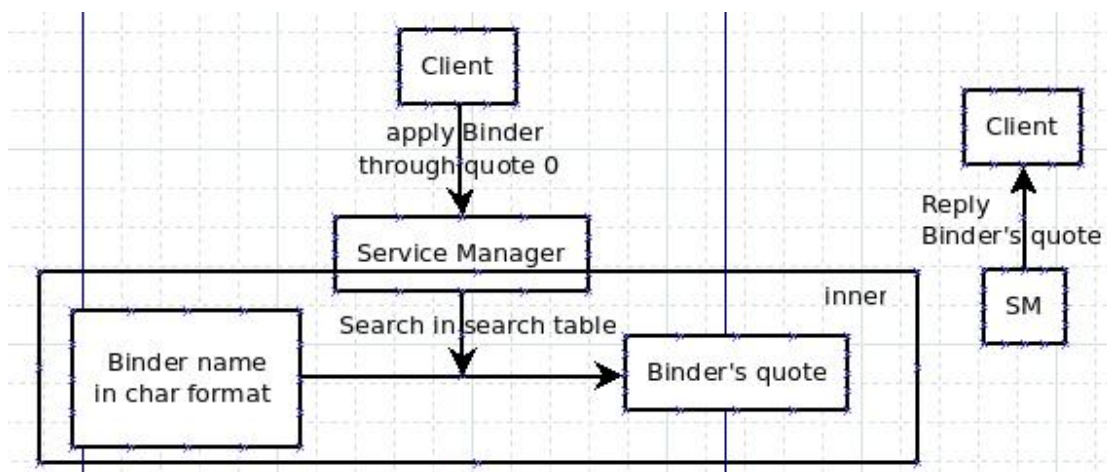 Client
apply Binder
through quote 0
Service Manager
Search in search table
inner
Binder name
in char format
Binder's quote
Client
Reply
Binder's quote
SM